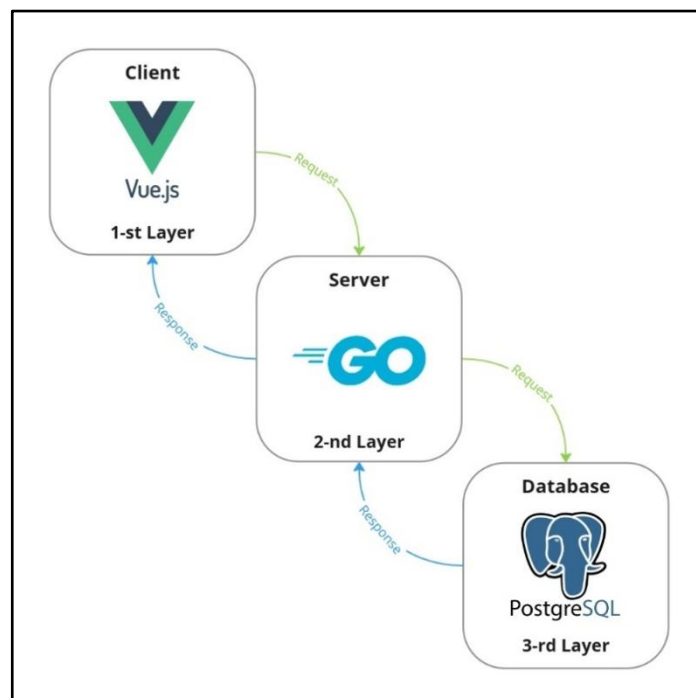 Client
Vue.js
1-st Layer
Request
Response
Server
GO
2-nd Layer
Request
Response
Database
PostgreSQL
3-rd Layer